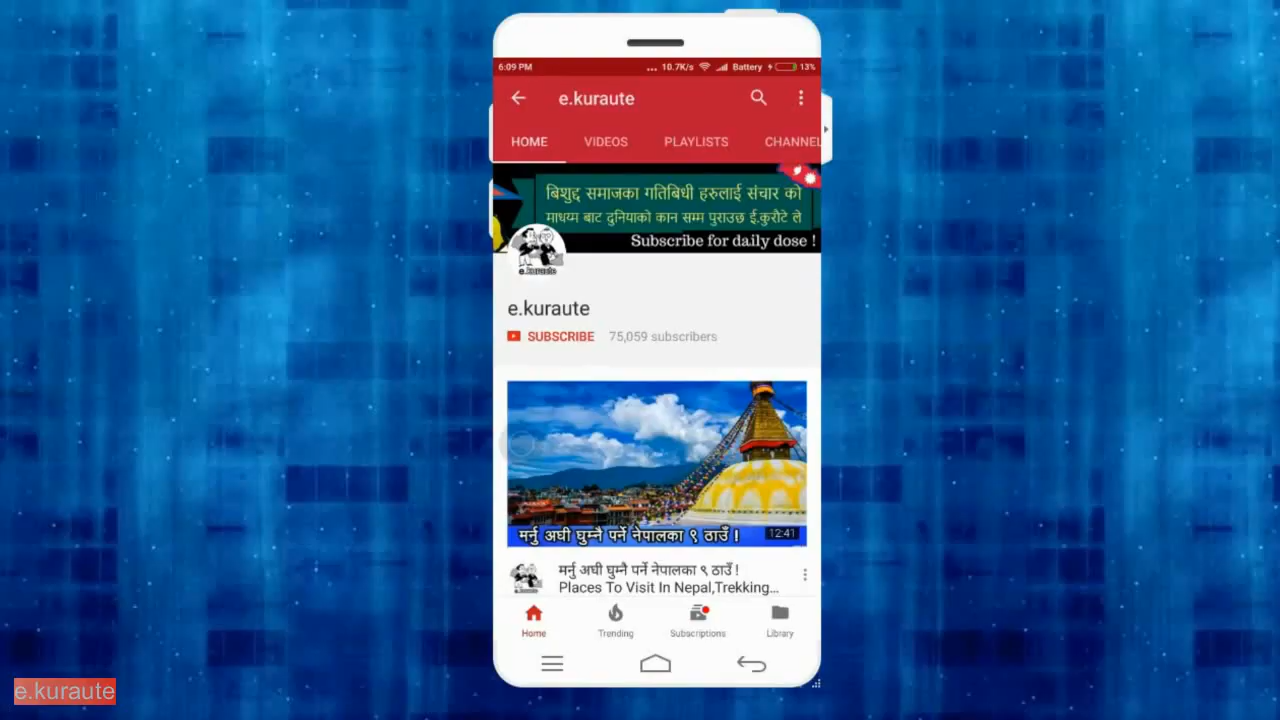 6:09 PM ... 10.7K/s Battery 13%
e.kuraute
HOME VIDEOS PLAYLISTS CHANNEL
बिशुद्द समाजका गतिबिधी हरुलाई संचार को
माधय्म बाट दुनियाको कान सम्म पुराउछ ई.कुरौटे ले
Subscribe for daily dose !
e.kuraute
e.kuraute
SUBSCRIBE 75,059 subscribers
मर्नु अघी घुम्नै पर्ने नेपालका ९ ठाउँ !
12:41
मर्नु अघी घुम्नै पर्ने नेपालका ९ ठाउँ !
Places To Visit In Nepal,Trekking...
Home Trending Subscriptions Library
e.kuraute